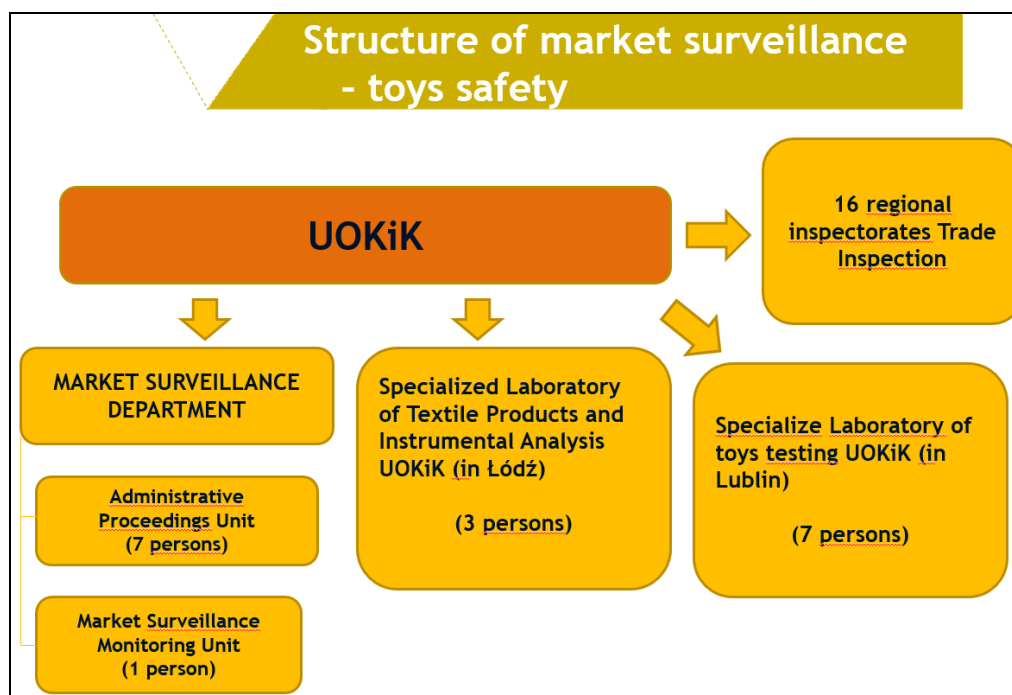 Structure of market surveillance
– toys safety
UOKiK
16 regional
inspectorates Trade
Inspection
MARKET SURVEILLANCE
DEPARTMENT
Administrative
Proceedings Unit
(7 persons)
Market Surveillance
Monitoring Unit
(1 person)
Specialized Laboratory
of Textile Products and
Instrumental Analysis
UOKiK (in Łódź)
(3 persons)
Specialize Laboratory of
toys testing UOKiK (in
Lublin)
(7 persons)